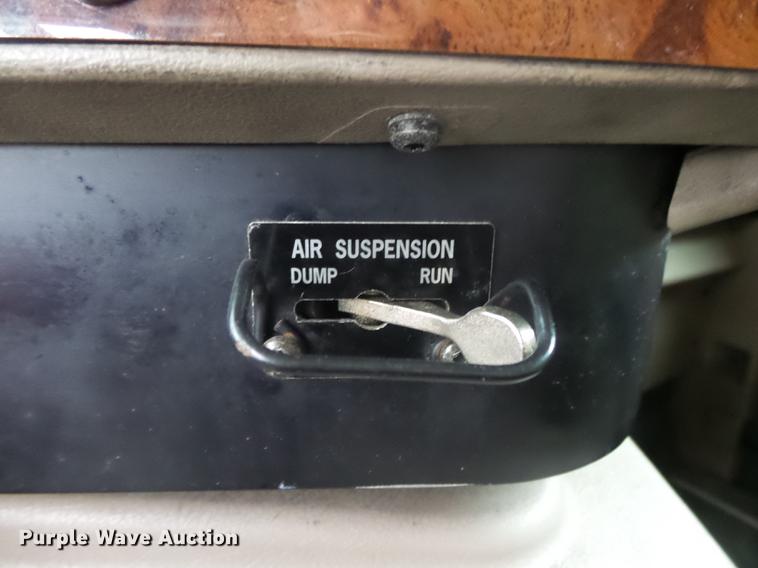 AIR SUSPENSION
DUMP RUN
Purple Wave Auction